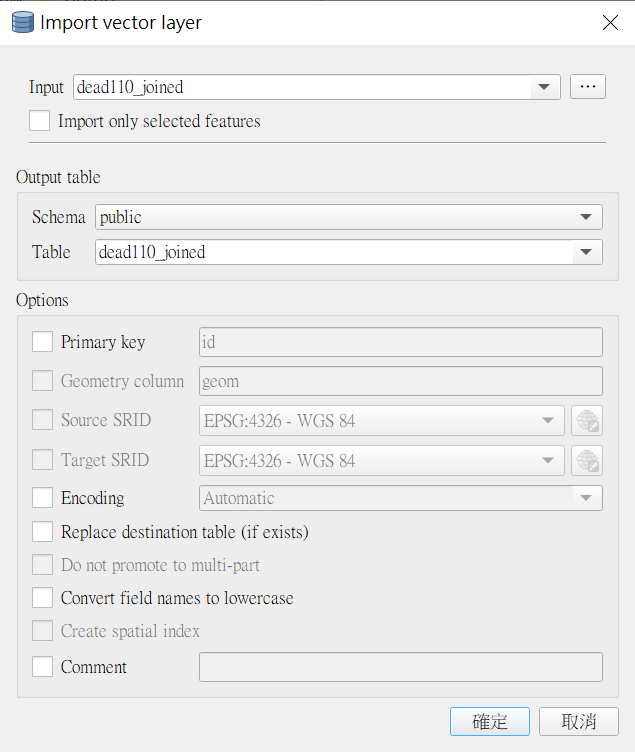 Import vector layer
Input dead110_joined ...
Import only selected features
Output table
Schema public
Table dead110_joined
Options
Primary key id
Geometry column geom
Source SRID EPSG:4326 - WGS 84
Target SRID EPSG:4326 - WGS 84
Encoding Automatic
Replace destination table (if exists)
Do not promote to multi-part
Convert field names to lowercase
Create spatial index
Comment
確定 取消